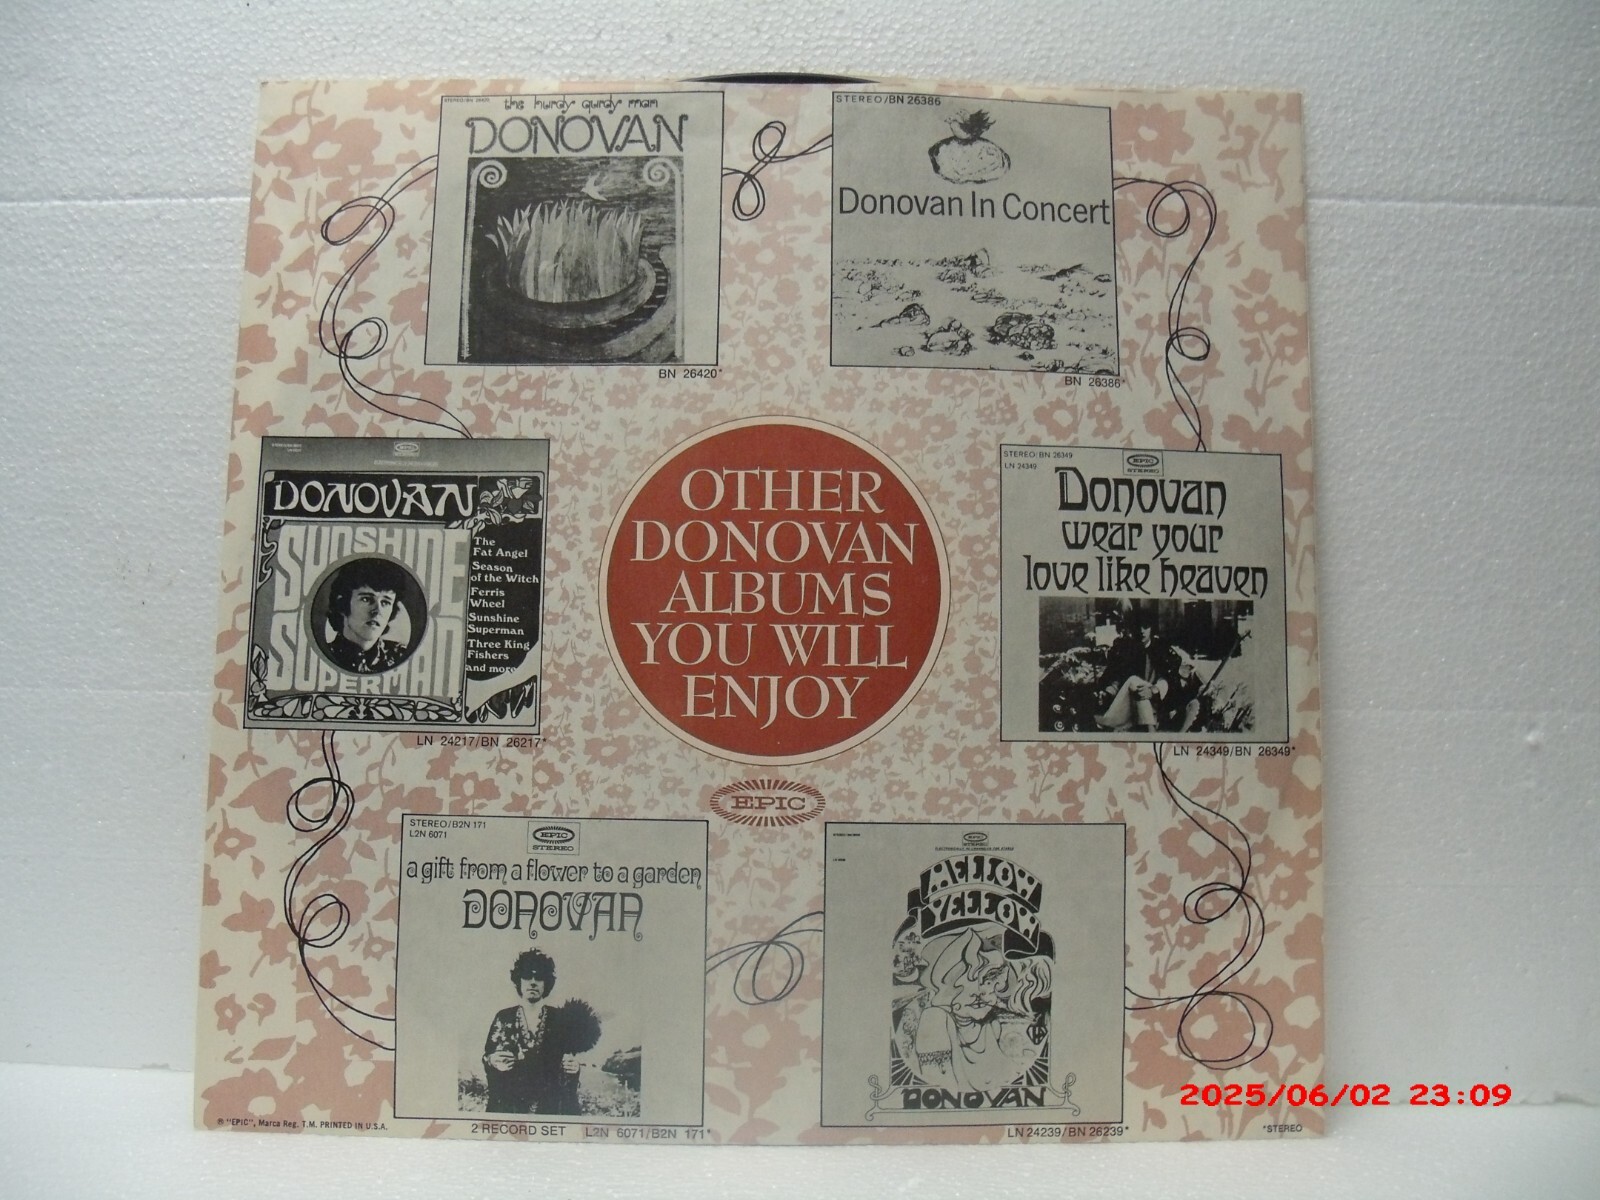 STEREO/BN 26420
the hurdy gurdy man
DONOVAN
BN 26420*
STEREO/BN 26386
Donovan In Concert
BN 26386*
DONOVAN
SUNSHINE
SUPERMAN
The
Fat Angel
Season
of the Witch
Ferris
Wheel
Sunshine
Superman
Three King
Fishers
and more
LN 24217/BN 26217*
OTHER
DONOVAN
ALBUMS
YOU WILL
ENJOY
EPIC
STEREO/BN 26349
LN 24349
EPIC
STEREO
Donovan
wear your
love like heaven
LN 24349/BN 26349*
STEREO/B2N 171
L2N 6071
EPIC
STEREO
a gift from a flower to a garden
DONOVAN
2 RECORD SET L2N 6071/B2N 171*
EPIC
STEREO
MELLOW
YELLOW
DONOVAN
LN 24239/BN 26239*
® "EPIC", Marca Reg. T.M. PRINTED IN U.S.A.
*STEREO
2025/06/02 23:09